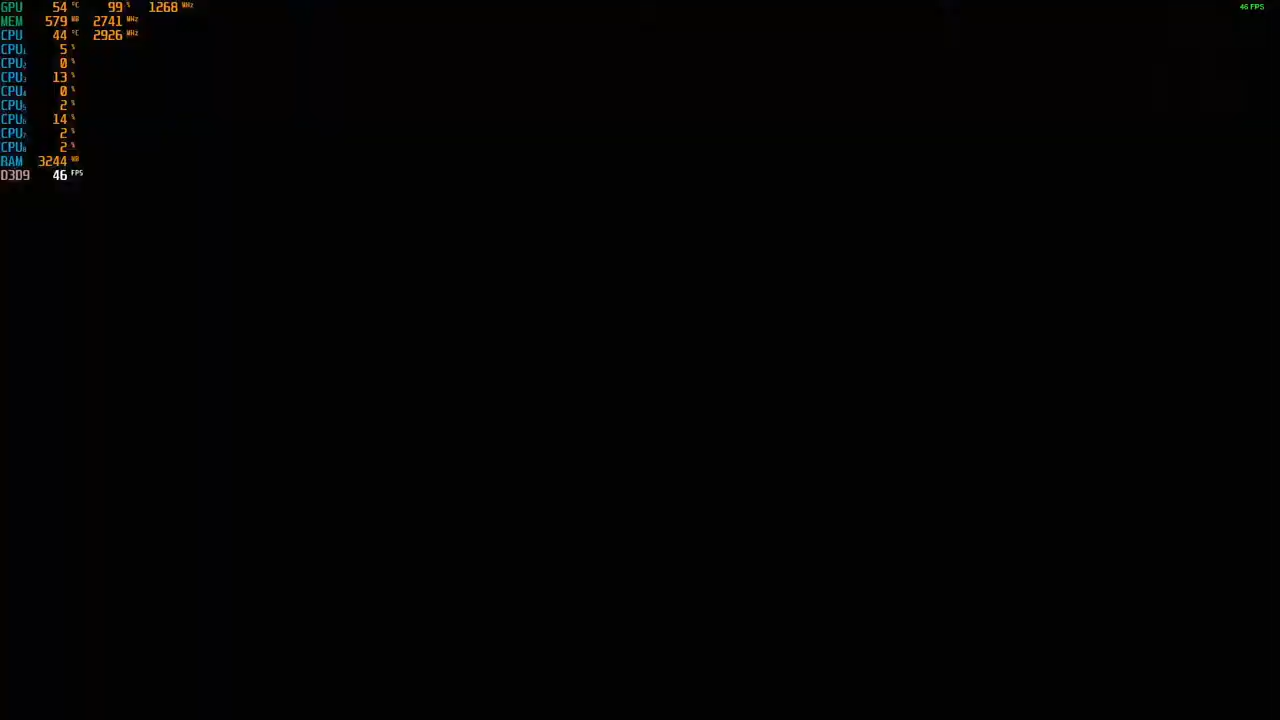 GPU 54 °C 99 % 1268 MHz
46 FPS
MEM 579 MB 2741 MHz
CPU 44 °C 2926 MHz
CPU1 5 %
CPU2 0 %
CPU3 13 %
CPU4 0 %
CPU5 2 %
CPU6 14 %
CPU7 2 %
CPU8 2 %
RAM 3244 MB
D3D9 46 FPS